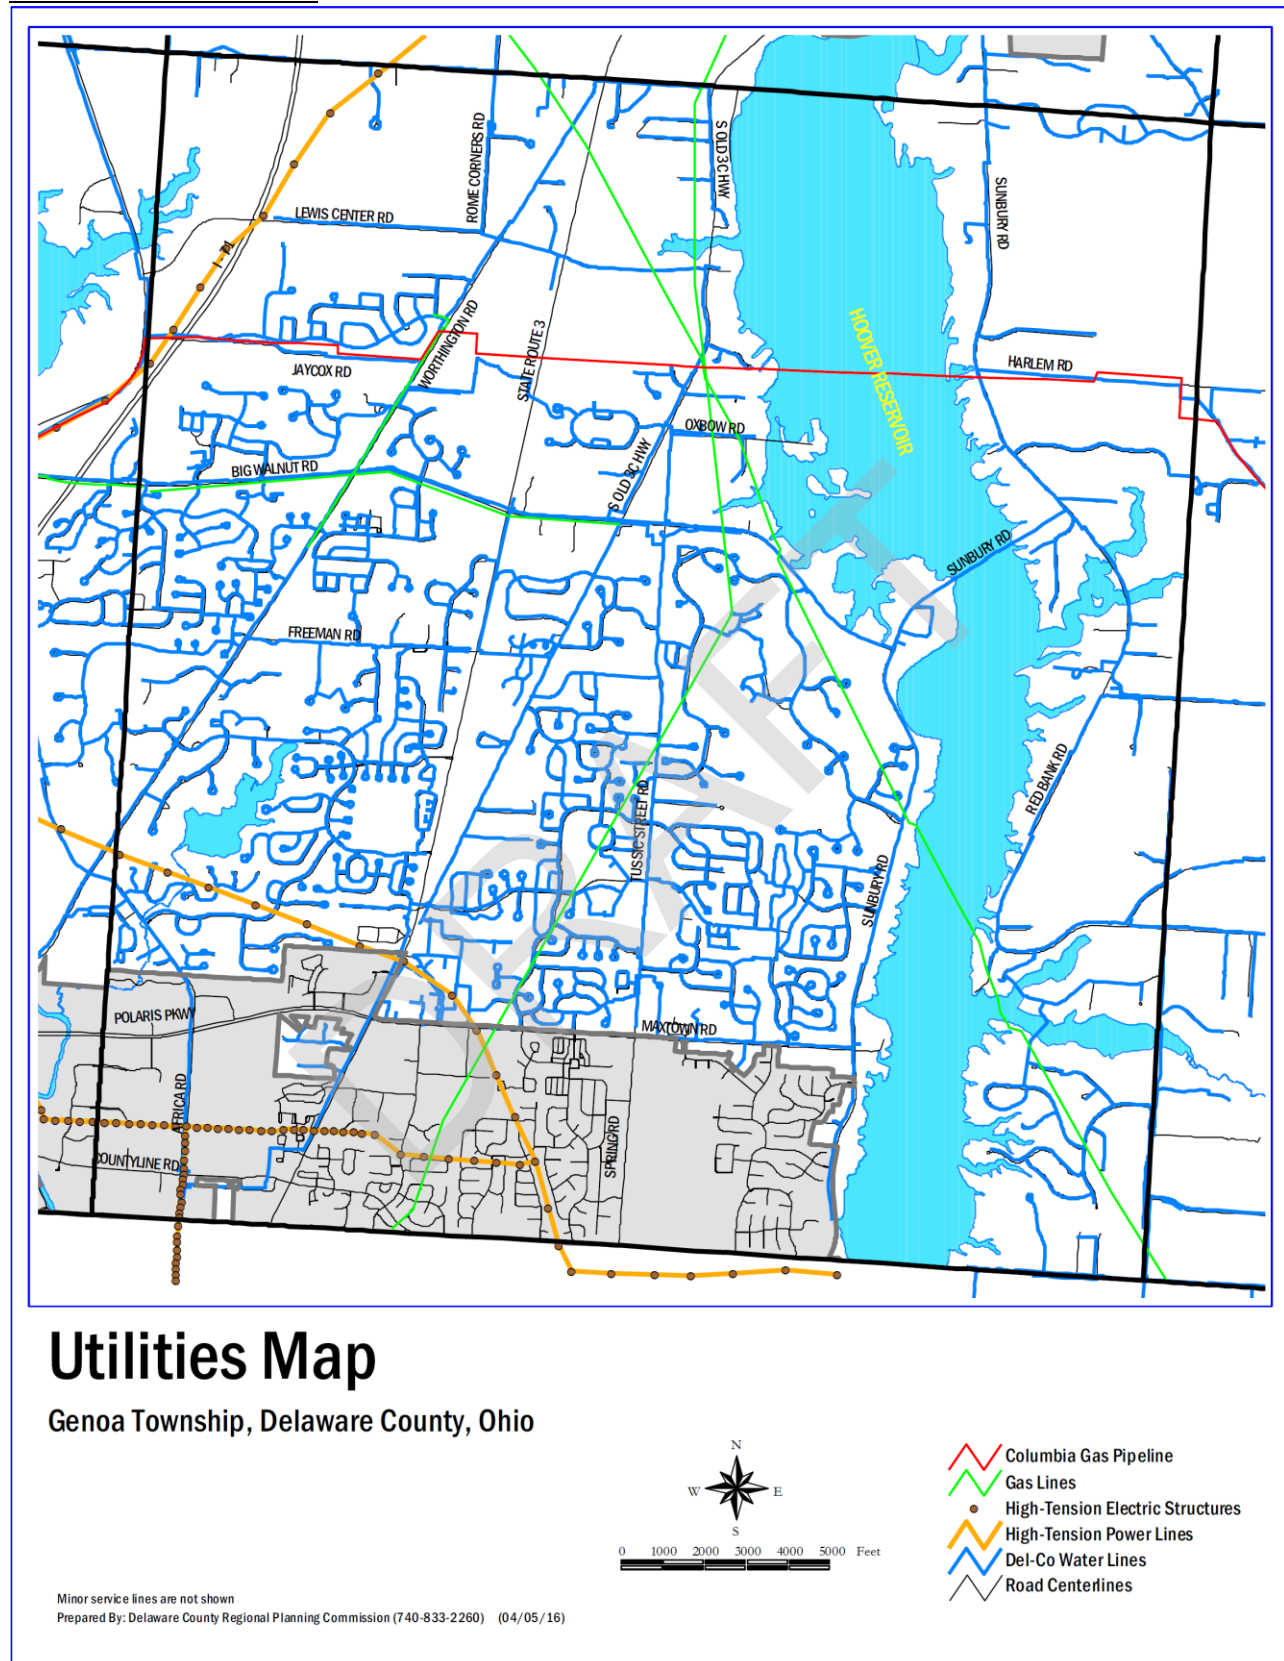 ROME CORNERS RD
S OLD 3C HWY
SUNBURY RD
LEWIS CENTER RD
I - 71
HOOVER RESERVOIR
WORTHINGTON RD
STATE ROUTE 3
JAYCOX RD
HARLEM RD
OXBOW RD
BIG WALNUT RD
S OLD 3C HWY
SUNBURY RD
FREEMAN RD
RED BANK RD
TUSSIC STREET RD
SUNBURY RD
DRAFT
POLARIS PKWY
MAXTOWN RD
AFRICA RD
SPRING RD
COUNTYLINE RD
Utilities Map
Genoa Township, Delaware County, Ohio
N
W E
S
0 1000 2000 3000 4000 5000 Feet
Columbia Gas Pipeline
Gas Lines
High-Tension Electric Structures
High-Tension Power Lines
Del-Co Water Lines
Road Centerlines
Minor service lines are not shown
Prepared By: Delaware County Regional Planning Commission (740-833-2260) (04/05/16)